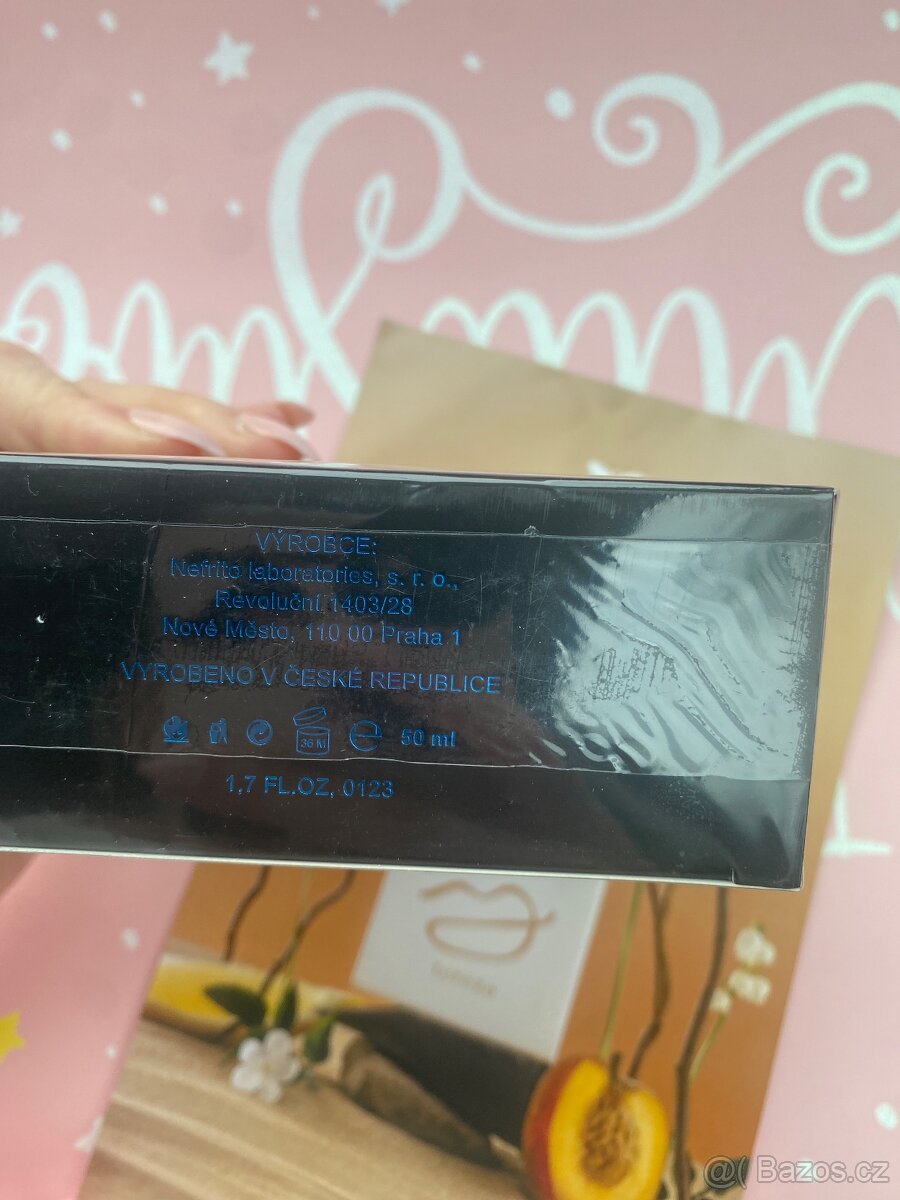 VÝROBCE:
Nefrito laboratories, s. r. o.,
Revoluční 1403/28
Nové Město, 110 00 Praha 1
VYROBENO V ČESKÉ REPUBLICE
36 M
e 50 ml
1,7 FL.OZ, 0123
@( Bazos.cz